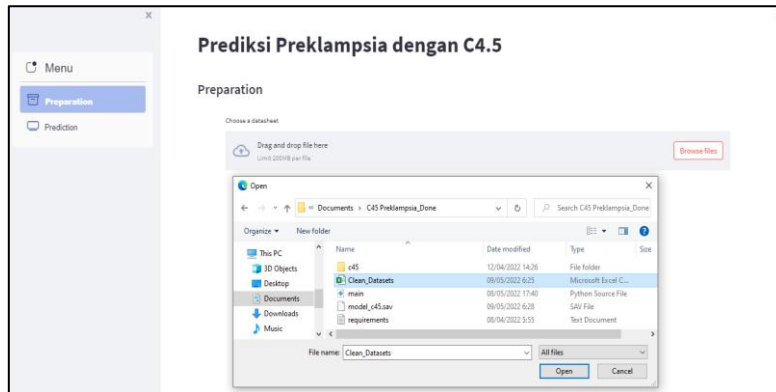 x
Prediksi Preklampsia dengan C4.5
Menu
Preparation
Prediction
Preparation
Choose a datasheet
Drag and drop file here
Limit 200MB per file
Browse files
Open
« Documents > C45 Preklampsia_Done
Search C45 Preklampsia_Done
Organize New folder
This PC
3D Objects
Desktop
Documents
Downloads
Music
Name Date modified Type Size
c45 12/04/2022 14:26 File folder
Clean_Datasets 09/05/2022 6:25 Microsoft Excel C...
main 08/05/2022 17:40 Python Source File
model_c45.sav 09/05/2022 6:28 SAV File
requirements 08/04/2022 5:55 Text Document
File name: Clean_Datasets
All files
Open Cancel